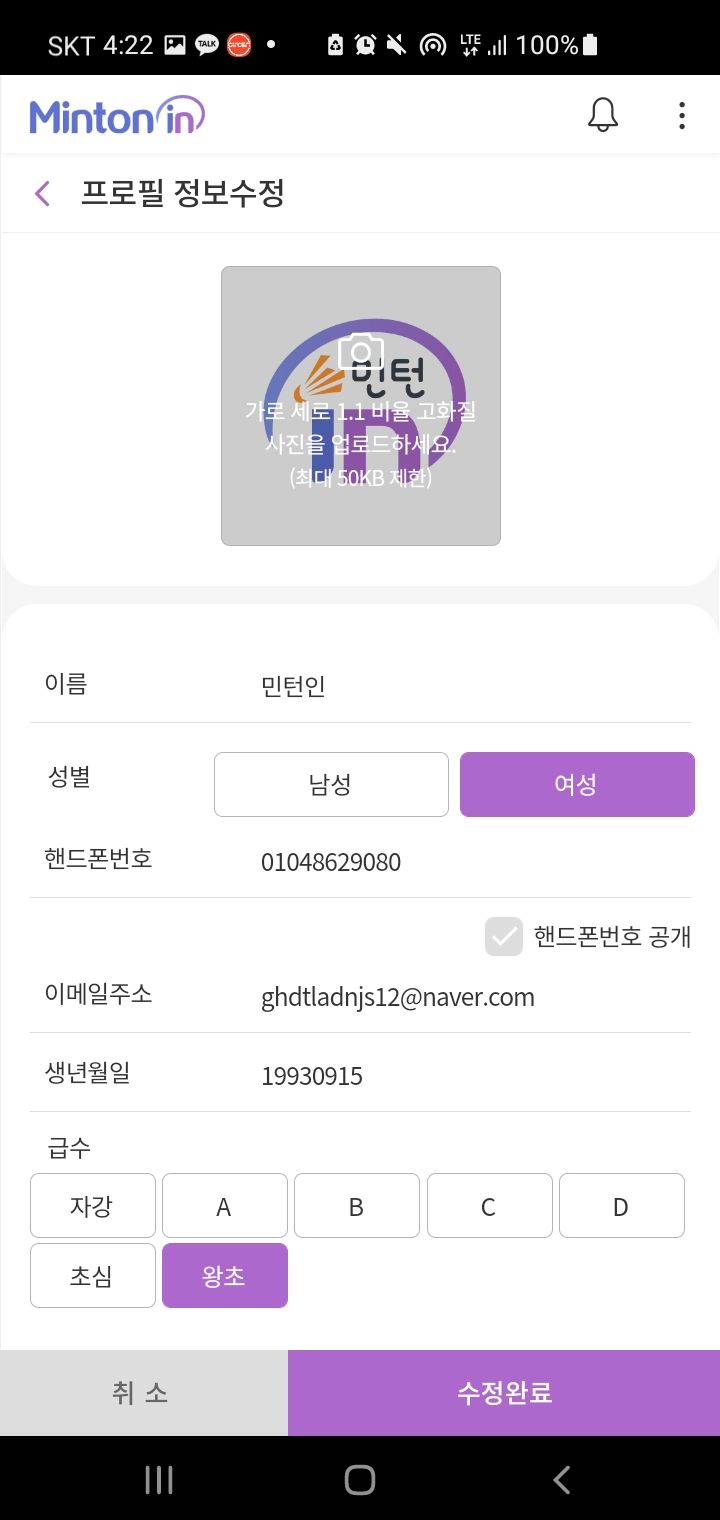 SKT 4:22 TALK LTE 100%
Minton in
프로필 정보수정
민턴
in
가로 세로 1.1 비율 고화질
사진을 업로드하세요.
(최대 50KB 제한)
이름 민턴인
성별 남성 여성
핸드폰번호 01048629080
핸드폰번호 공개
이메일주소 ghdtladnjs12@naver.com
생년월일 19930915
급수
자강 A B C D
초심 왕초
취 소 수정완료